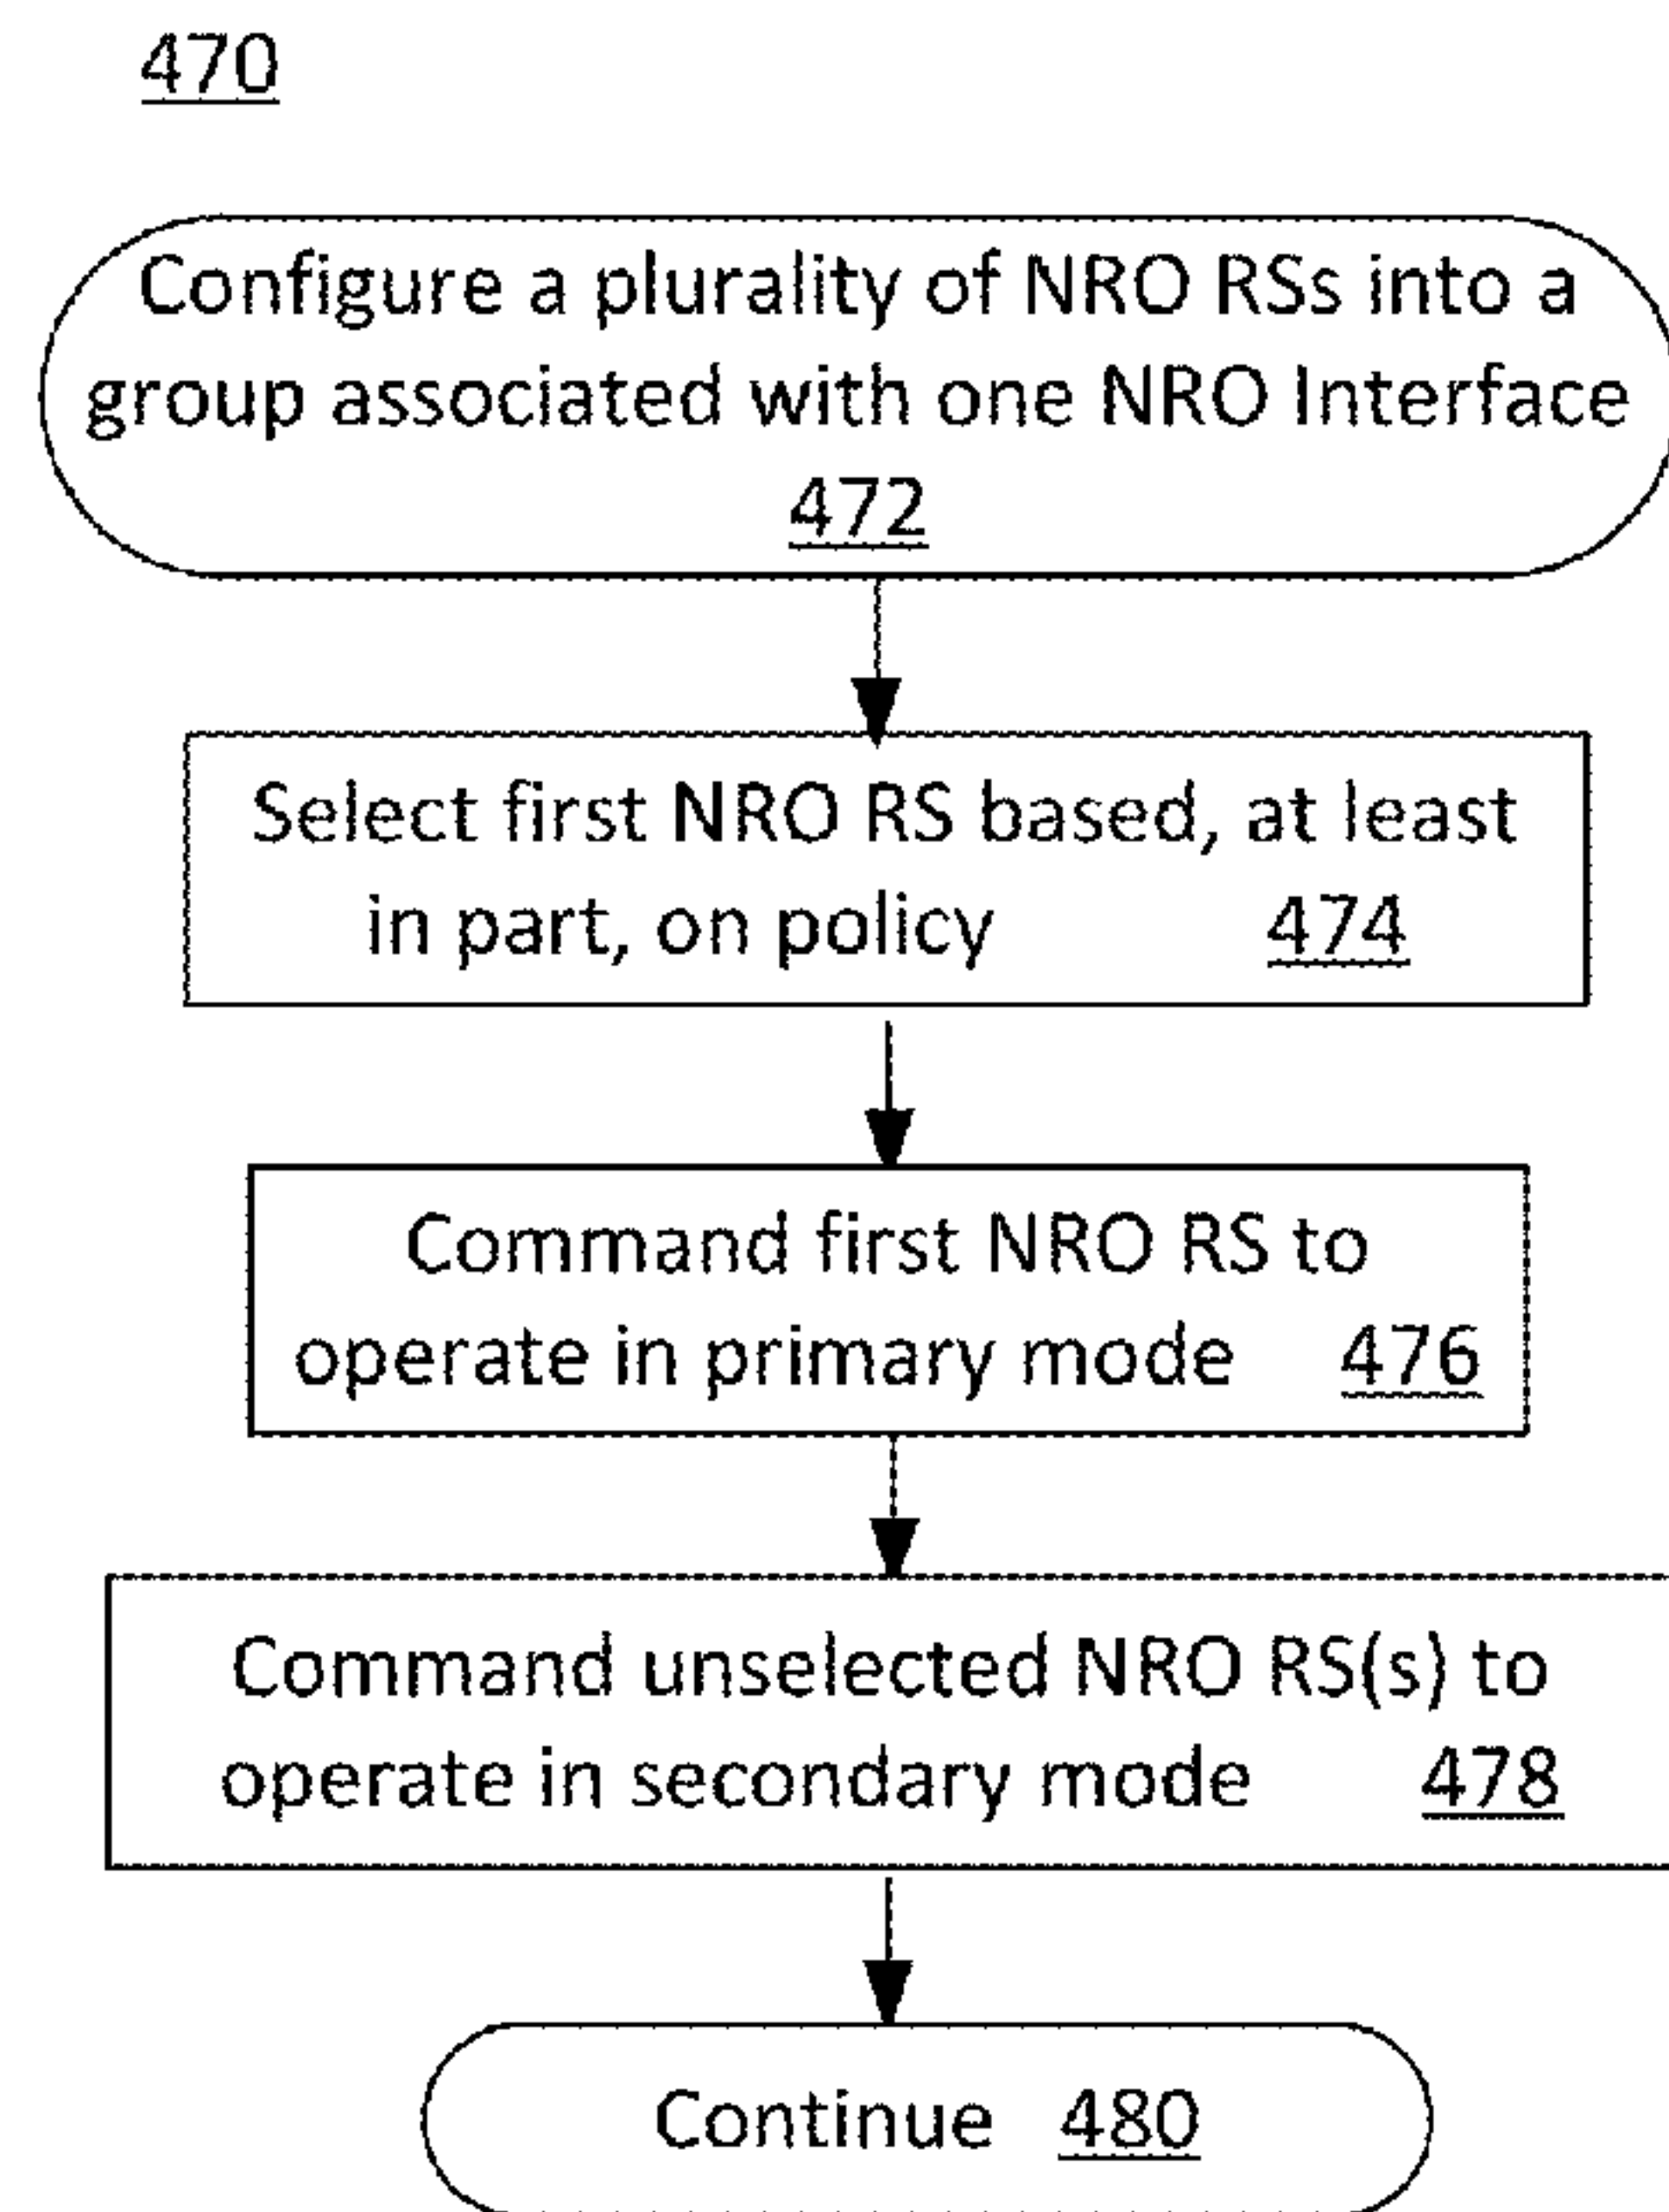 470
Configure a plurality of NRO RSs into a
group associated with one NRO Interface
472
Select first NRO RS based, at least
in part, on policy 474
Command first NRO RS to
operate in primary mode 476
Command unselected NRO RS(s) to
operate in secondary mode 478
Continue 480